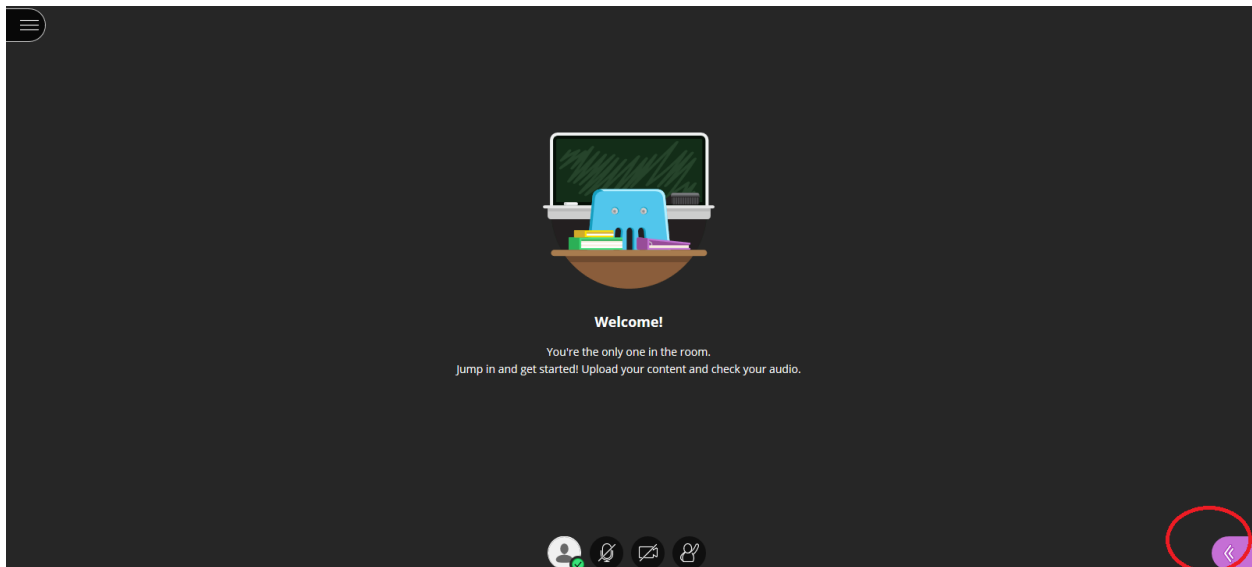 Welcome!
You're the only one in the room.
Jump in and get started! Upload your content and check your audio.